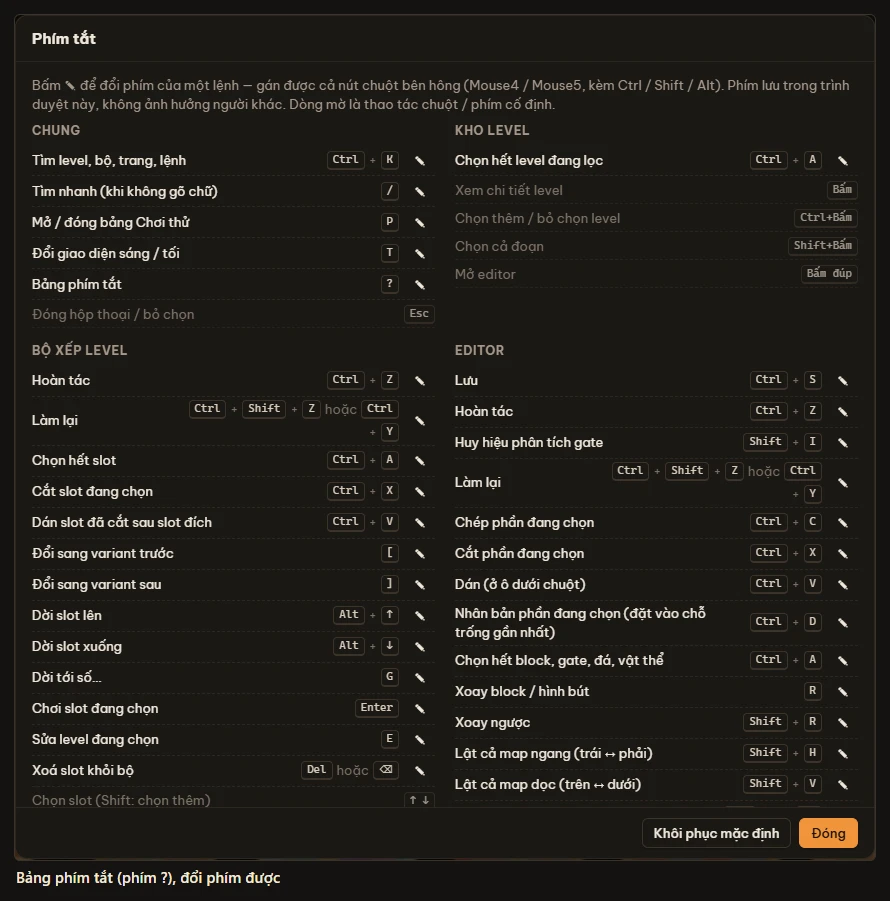 Phím tắt
Bấm ✎ để đổi phím của một lệnh — gán được cả nút chuột bên hông (Mouse4 / Mouse5, kèm Ctrl / Shift / Alt). Phím lưu trong trình
duyệt này, không ảnh hưởng người khác. Dòng mờ là thao tác chuột / phím cố định.
CHUNG
Tìm level, bộ, trang, lệnh Ctrl + K
Tìm nhanh (khi không gõ chữ) /
Mở / đóng bảng Chơi thử P
Đổi giao diện sáng / tối T
Bảng phím tắt ?
Đóng hộp thoại / bỏ chọn Esc
KHO LEVEL
Chọn hết level đang lọc Ctrl + A
Xem chi tiết level Bấm
Chọn thêm / bỏ chọn level Ctrl+Bấm
Chọn cả đoạn Shift+Bấm
Mở editor Bấm đúp
BỘ XẾP LEVEL
Hoàn tác Ctrl + Z
Làm lại Ctrl + Shift + Z hoặc Ctrl
+ Y
Chọn hết slot Ctrl + A
Cắt slot đang chọn Ctrl + X
Dán slot đã cắt sau slot đích Ctrl + V
Đổi sang variant trước [
Đổi sang variant sau ]
Dời slot lên Alt + ↑
Dời slot xuống Alt + ↓
Dời tới số... G
Chơi slot đang chọn Enter
Sửa level đang chọn E
Xoá slot khỏi bộ Del hoặc ⌫
Chọn slot (Shift: chọn thêm) ↑ ↓
EDITOR
Lưu Ctrl + S
Hoàn tác Ctrl + Z
Huy hiệu phân tích gate Shift + I
Làm lại Ctrl + Shift + Z hoặc Ctrl
+ Y
Chép phần đang chọn Ctrl + C
Cắt phần đang chọn Ctrl + X
Dán (ở ô dưới chuột) Ctrl + V
Nhân bản phần đang chọn (đặt vào chỗ
trống gần nhất) Ctrl + D
Chọn hết block, gate, đá, vật thể Ctrl + A
Xoay block / hình bút R
Xoay ngược Shift + R
Lật cả map ngang (trái ↔ phải) Shift + H
Lật cả map dọc (trên ↔ dưới) Shift + V
Khôi phục mặc định
Đóng
Bảng phím tắt (phím ?), đổi phím được